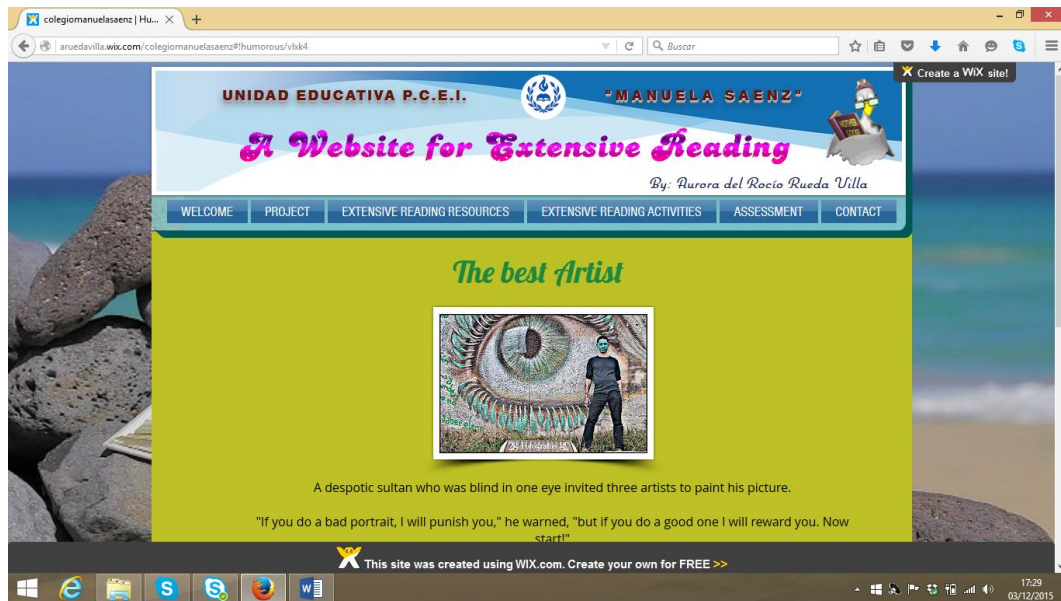 colegiomanuelasaenz | Hu...
aruedavilla.wix.com/colegiomanuelasaenz#!humorous/vlxk4
Buscar
Create a WiX site!
UNIDAD EDUCATIVA P.C.E.I. "MANUELA SAENZ"
MOTHER GOOSE
A Website for Extensive Reading
By: Aurora del Rocío Rueda Villa
WELCOME PROJECT EXTENSIVE READING RESOURCES EXTENSIVE READING ACTIVITIES ASSESSMENT CONTACT
The best Artist
A despotic sultan who was blind in one eye invited three artists to paint his picture.
"If you do a bad portrait, I will punish you," he warned, "but if you do a good one I will reward you. Now
start!"
This site was created using WIX.com. Create your own for FREE >>
17:29
03/12/2015